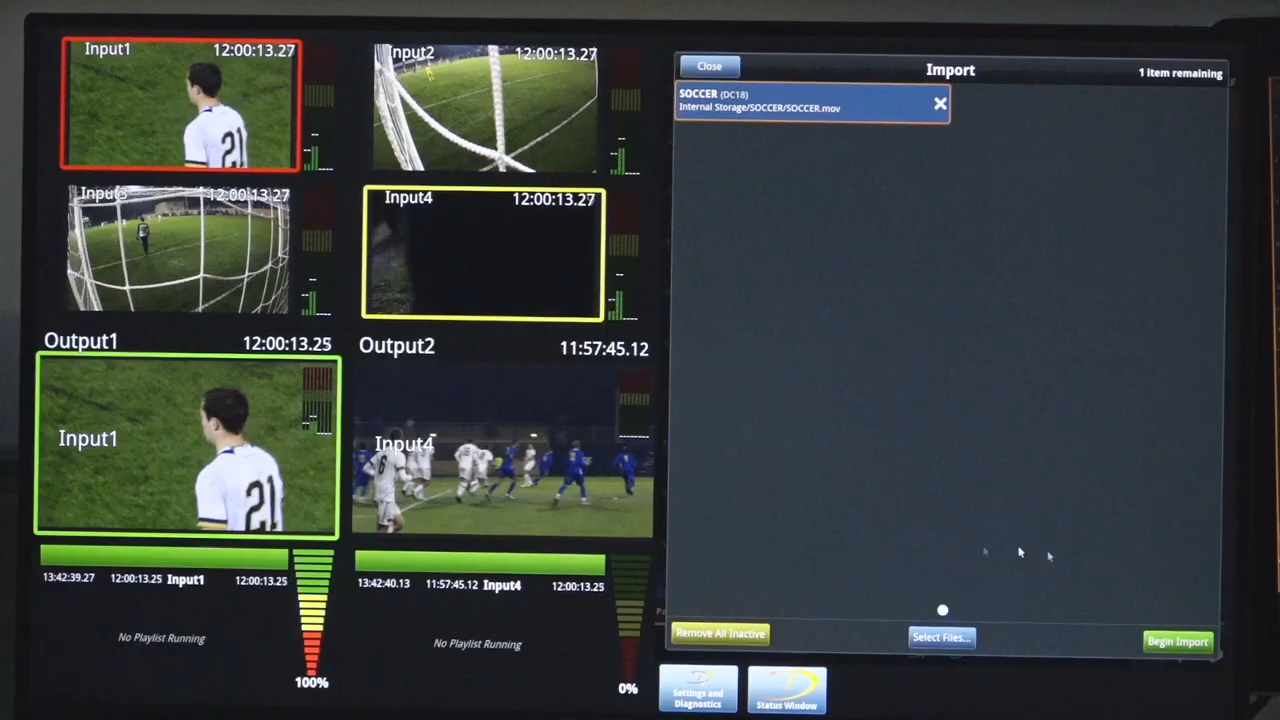 Input1 12:00:13.27
Input2 12:00:13.27
21
Input3 12:00:13.27
Input4 12:00:13.27
Output1 12:00:13.25
Output2 11:57:45.12
Input1
21
Input4
6
13:42:39.27 12:00:13.25 Input1 12:00:13.25
13:42:40.13 11:57:45.12 Input4 12:00:13.25
No Playlist Running
No Playlist Running
100%
0%
Close
Import
1 item remaining
SOCCER (DC18)
Internal Storage/SOCCER/SOCCER.mov
Remove All Inactive
Select Files...
Begin Import
Settings and
Diagnostics
Status Window